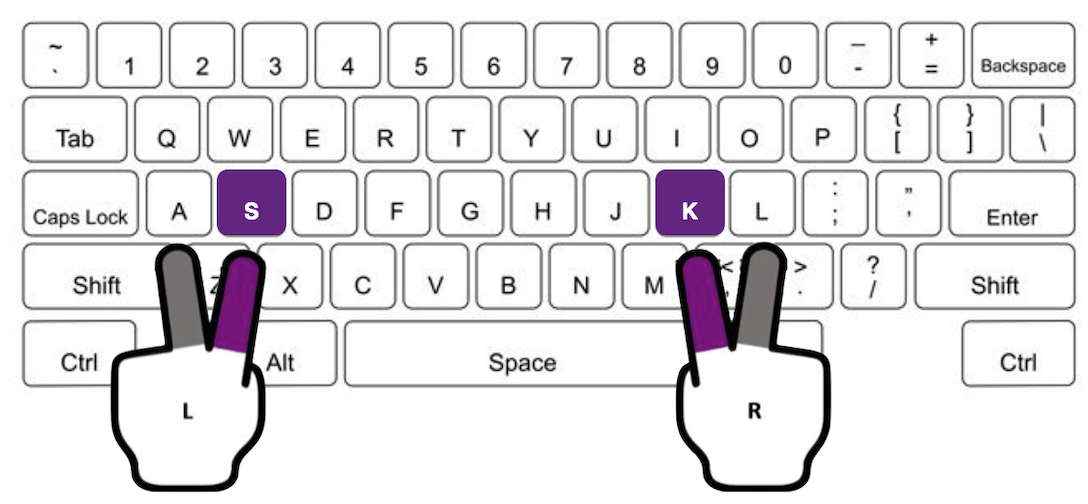 ~ ` 1 2 3 4 5 6 7 8 9 0 _ - + = Backspace
Tab Q W E R T Y U I O P { [ } ] | \
Caps Lock A S D F G H J K L : ; " ' Enter
Shift Z X C V B N M < , > . ? / Shift
Ctrl Alt Space Ctrl
L R